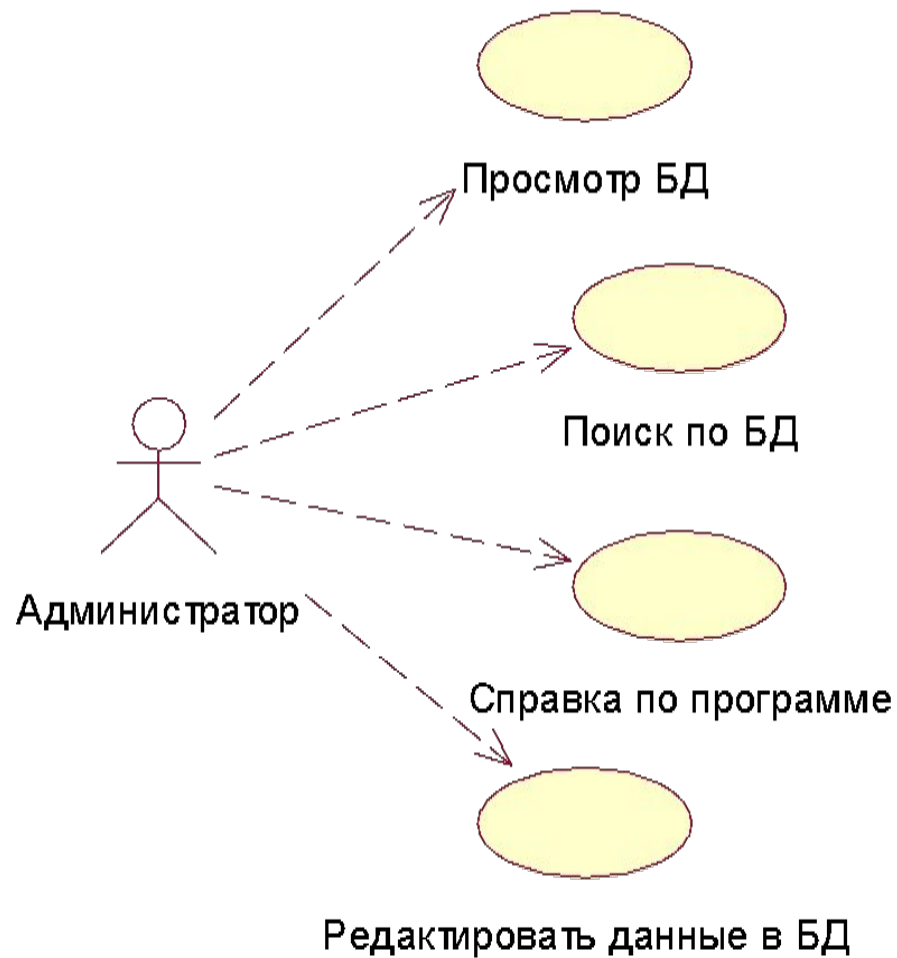 Просмотр БД
Поиск по БД
Администратор
Справка по программе
Редактировать данные в БД